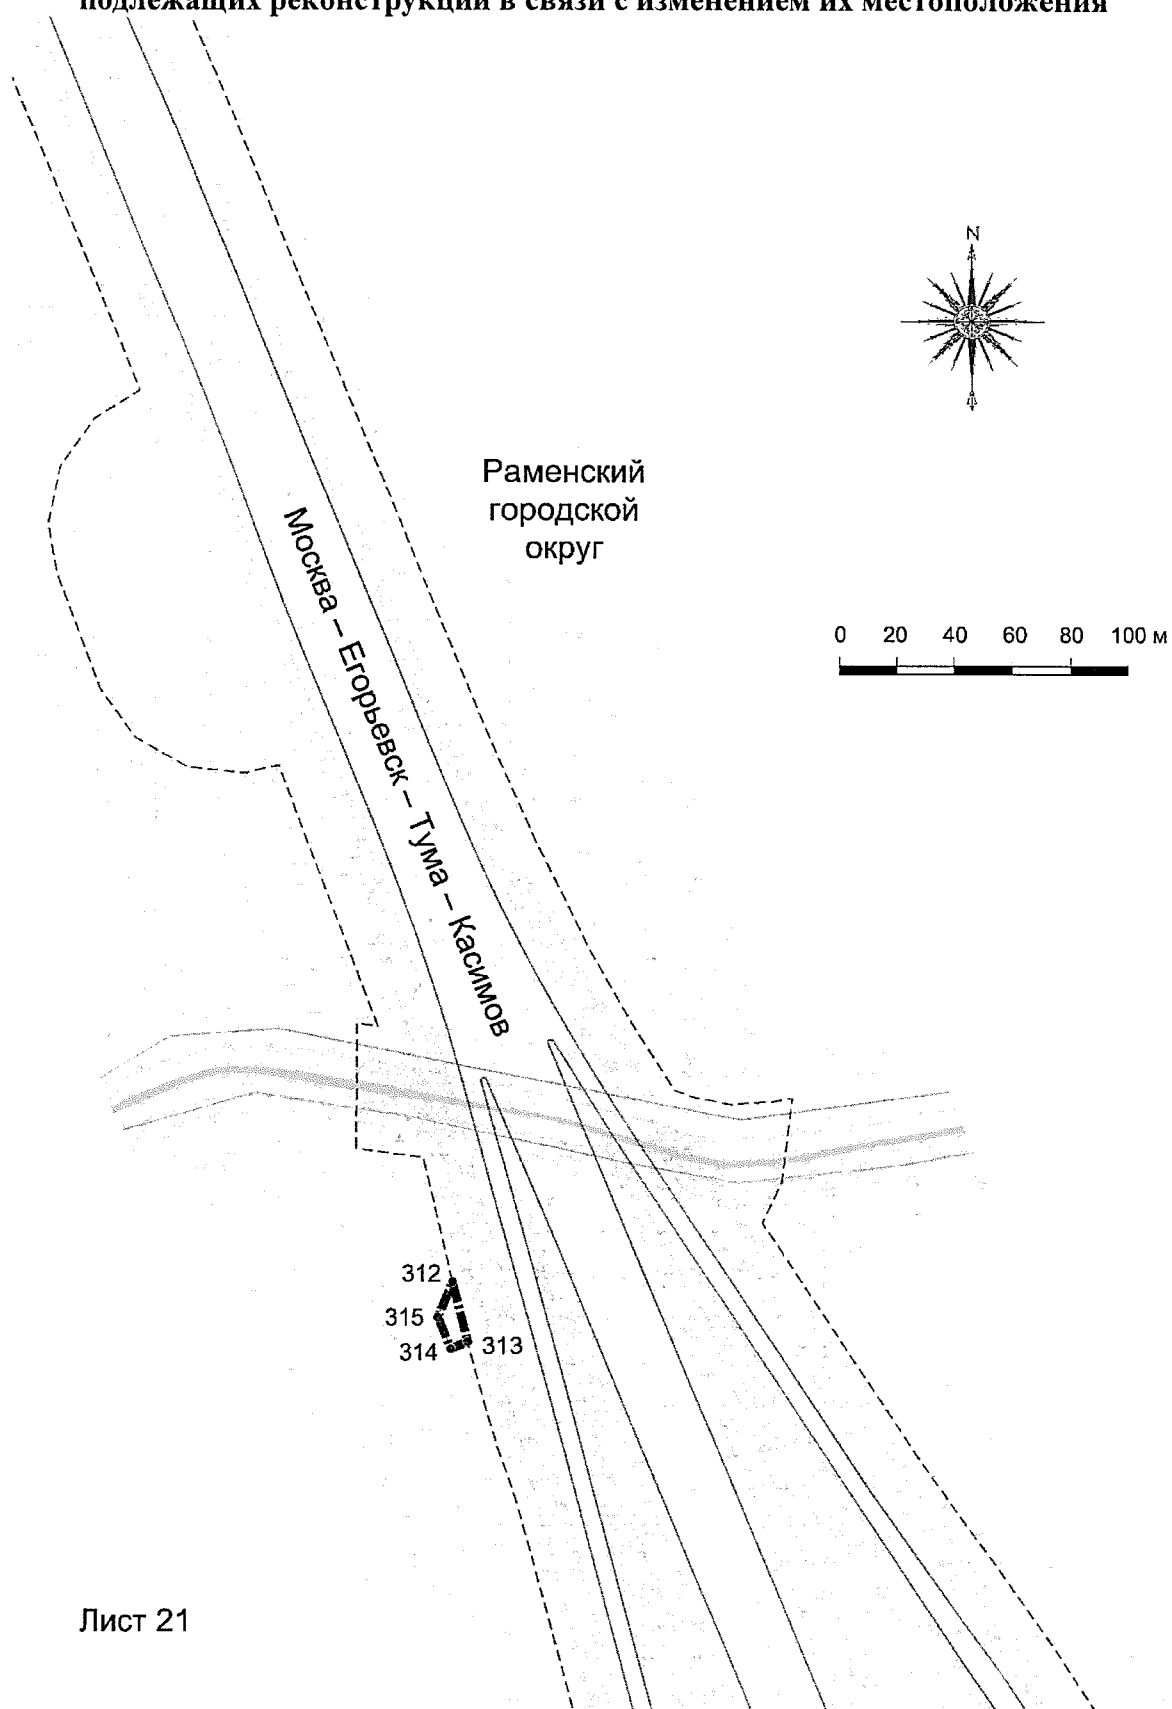 подлежащих реконструкции в связи с изменением их местоположения
N
Раменский
городской
округ
0 20 40 60 80 100 м
Москва – Егорьевск – Тума – Касимов
312
315
314
313
Лист 21